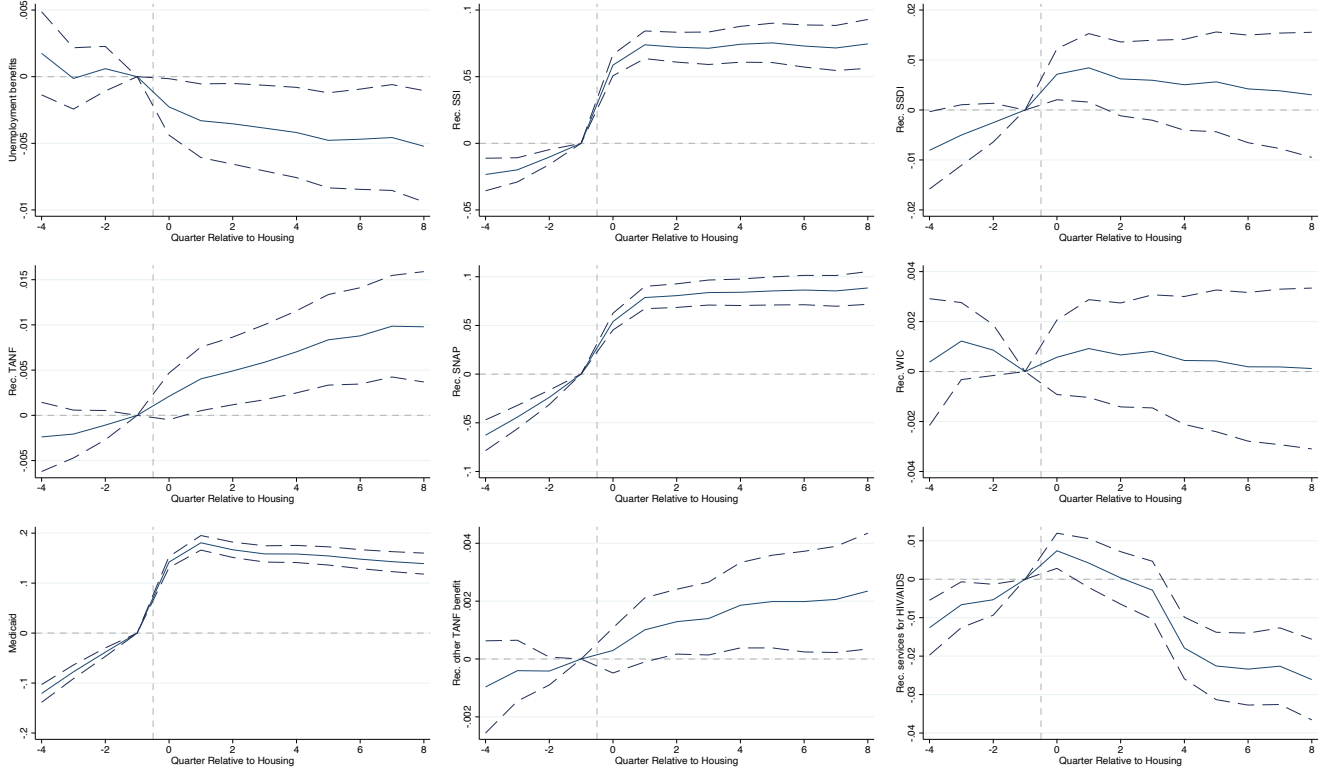 Unemployment benefits
.005
0
-.005
-.01
-4 -2 0 2 4 6 8
Quarter Relative to Housing
Rec. SSI
.1
.05
0
-.05
-4 -2 0 2 4 6 8
Quarter Relative to Housing
Rec. SSDI
.02
.01
0
-.01
-.02
-4 -2 0 2 4 6 8
Quarter Relative to Housing
Rec. TANF
.015
.01
.005
0
-.005
-4 -2 0 2 4 6 8
Quarter Relative to Housing
Rec. SNAP
.1
.05
0
-.05
-.1
-4 -2 0 2 4 6 8
Quarter Relative to Housing
Rec. WIC
.004
.002
0
-.002
-.004
-4 -2 0 2 4 6 8
Quarter Relative to Housing
Medicaid
.2
.1
0
-.1
-.2
-4 -2 0 2 4 6 8
Quarter Relative to Housing
Rec. other TANF benefit
.004
.002
0
-.002
-4 -2 0 2 4 6 8
Quarter Relative to Housing
Rec. services for HIV/AIDS
.01
0
-.01
-.02
-.03
-.04
-4 -2 0 2 4 6 8
Quarter Relative to Housing